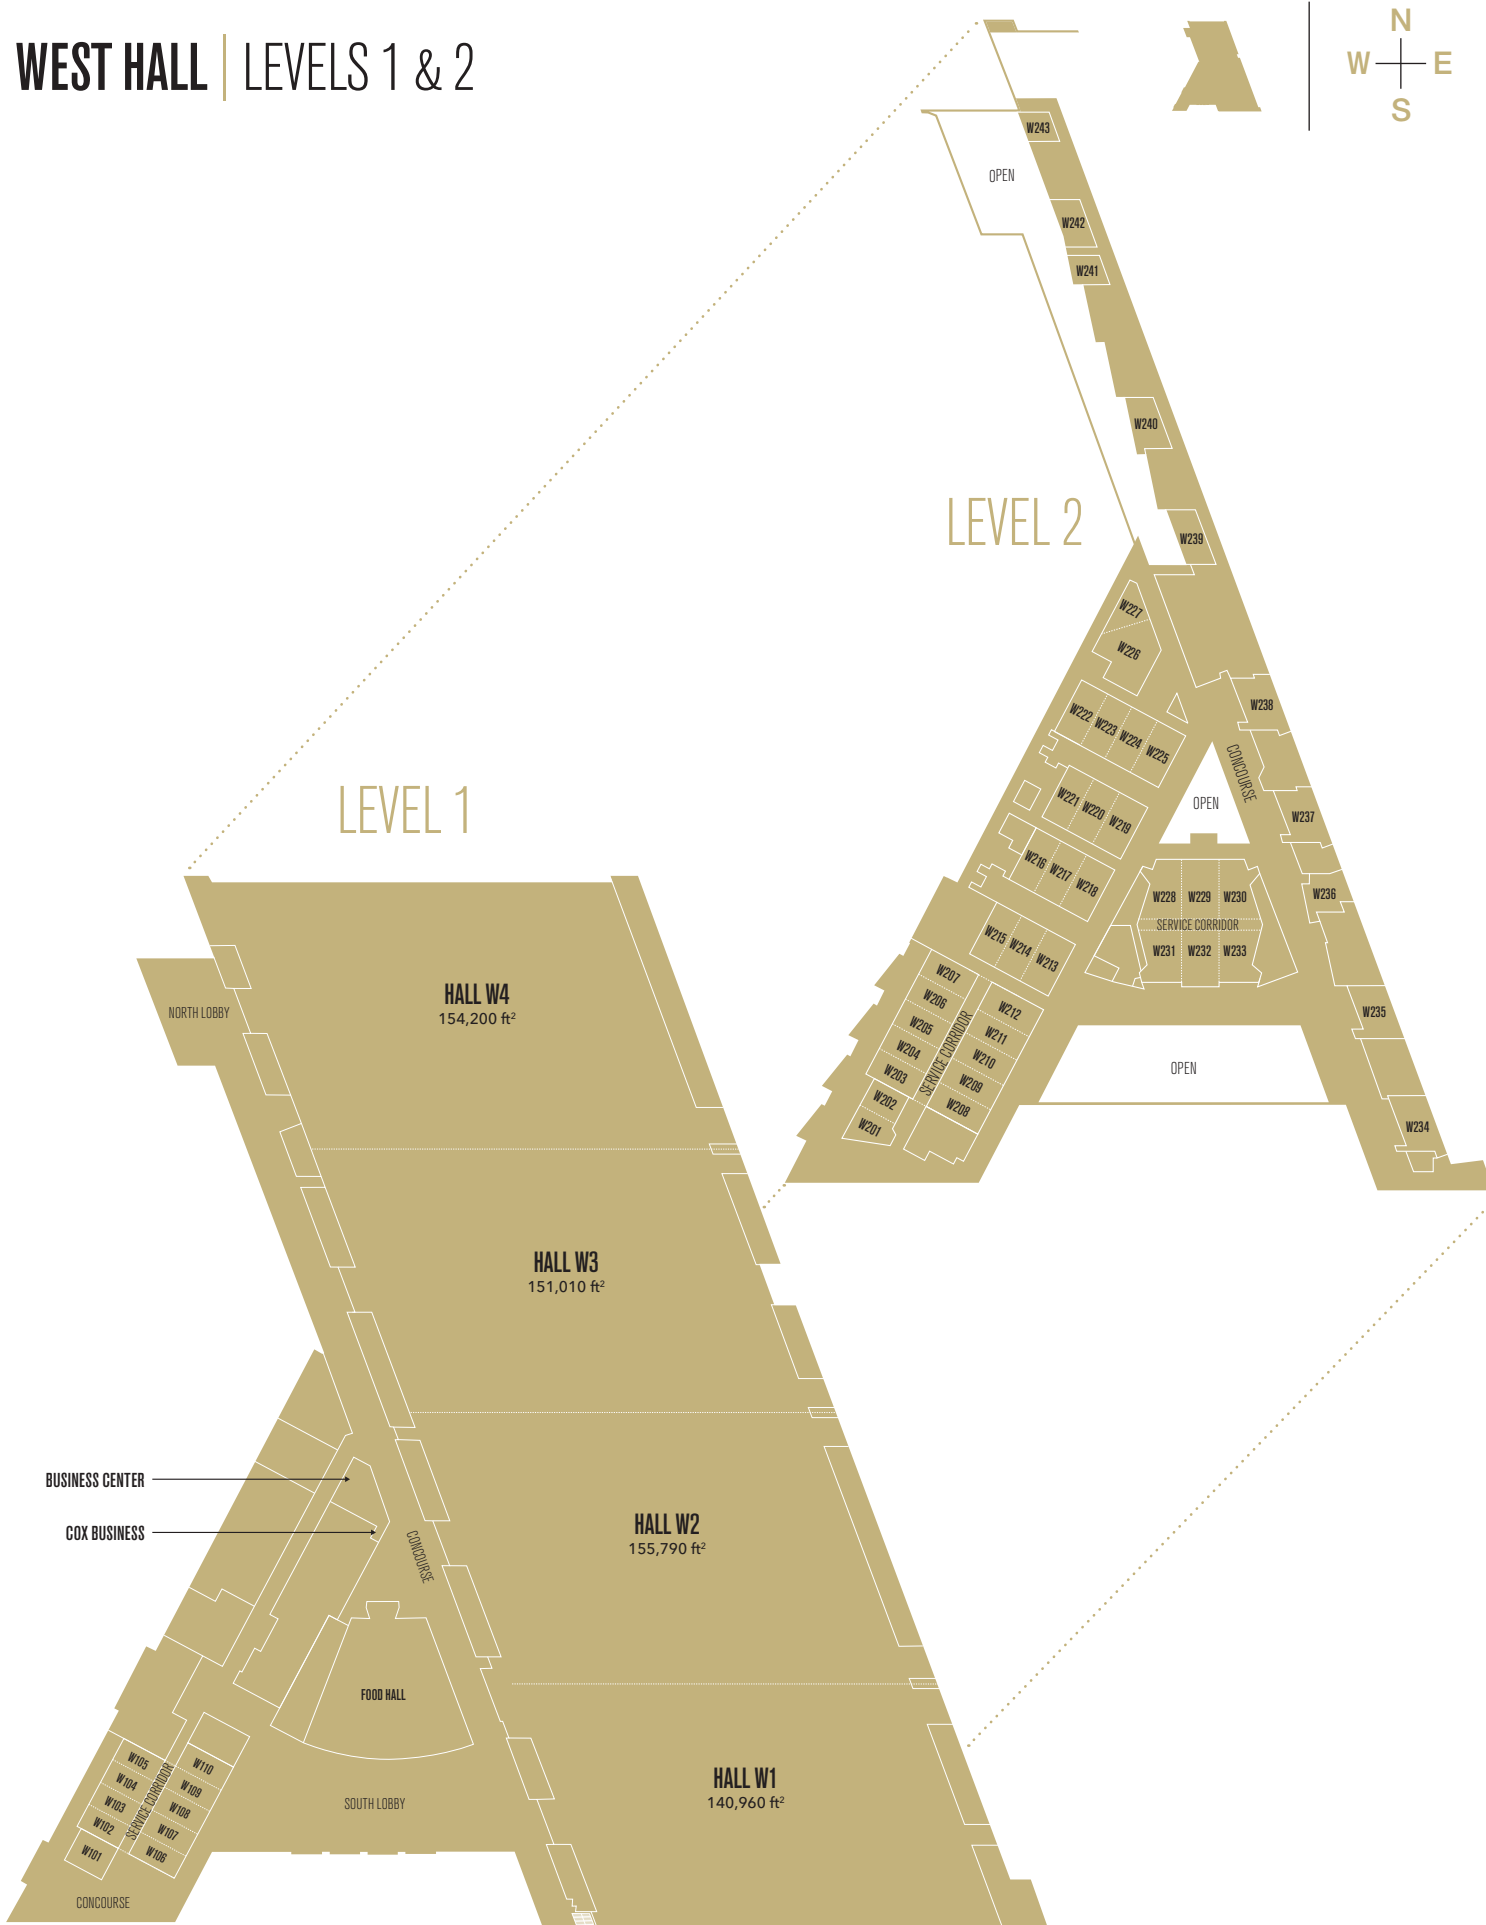 WEST HALL | LEVELS 1 & 2
N
W E
S
W243
OPEN
W242
W241
W240
LEVEL 2
W239
W227
W226
W238
W222
W223
W224
W225
CONCOURSE
OPEN
W221
W220
W219
W237
LEVEL 1
W216
W217
W218
W236
W228 W229 W230
SERVICE CORRIDOR
W231 W232 W233
W215
W214
W213
W207
W206
W205
W204
W203
W202
W201
SERVICE CORRIDOR
W212
W211
W210
W209
W208
W235
OPEN
W234
HALL W4
154,200 ft²
NORTH LOBBY
HALL W3
151,010 ft²
BUSINESS CENTER
COX BUSINESS
CONCOURSE
HALL W2
155,790 ft²
FOOD HALL
HALL W1
140,960 ft²
SOUTH LOBBY
W105
W104
W103
W102
W101
SERVICE CORRIDOR
W110
W109
W108
W107
W106
CONCOURSE